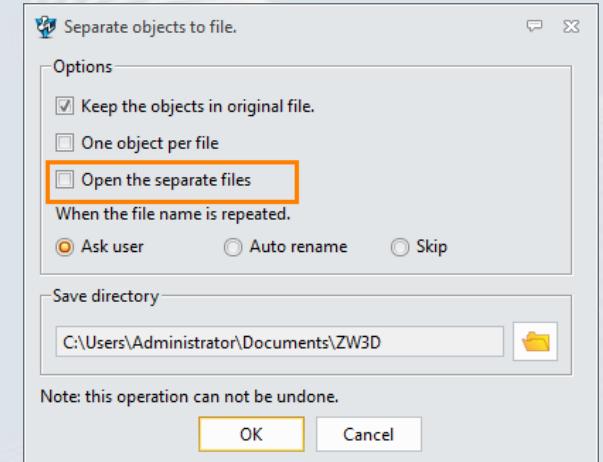 Separate objects to file.
Options
Keep the objects in original file.
One object per file
Open the separate files
When the file name is repeated.
Ask user Auto rename Skip
Save directory
C:\Users\Administrator\Documents\ZW3D
Note: this operation can not be undone.
OK Cancel